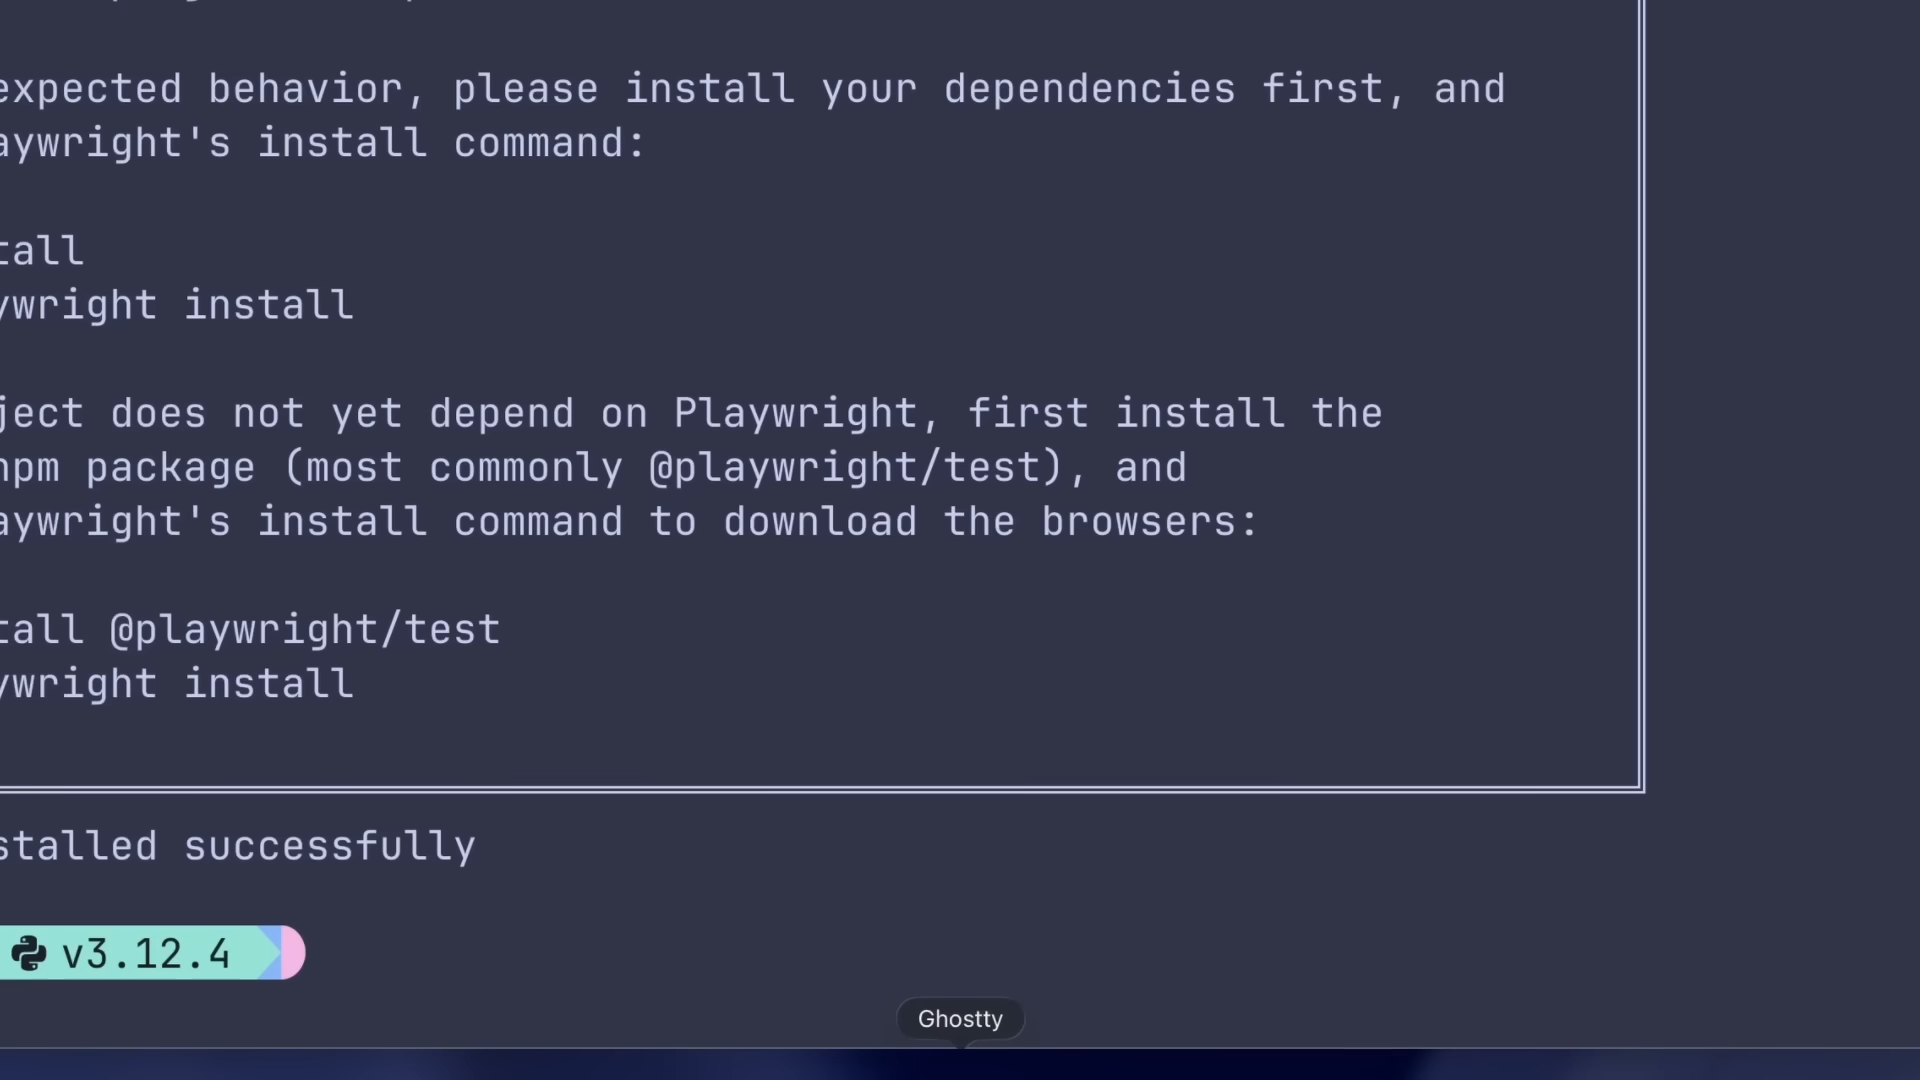 expected behavior, please install your dependencies first, and
aywright's install command:
tall
ywright install
ject does not yet depend on Playwright, first install the
npm package (most commonly @playwright/test), and
aywright's install command to download the browsers:
tall @playwright/test
ywright install
stalled successfully
v3.12.4
Ghostty